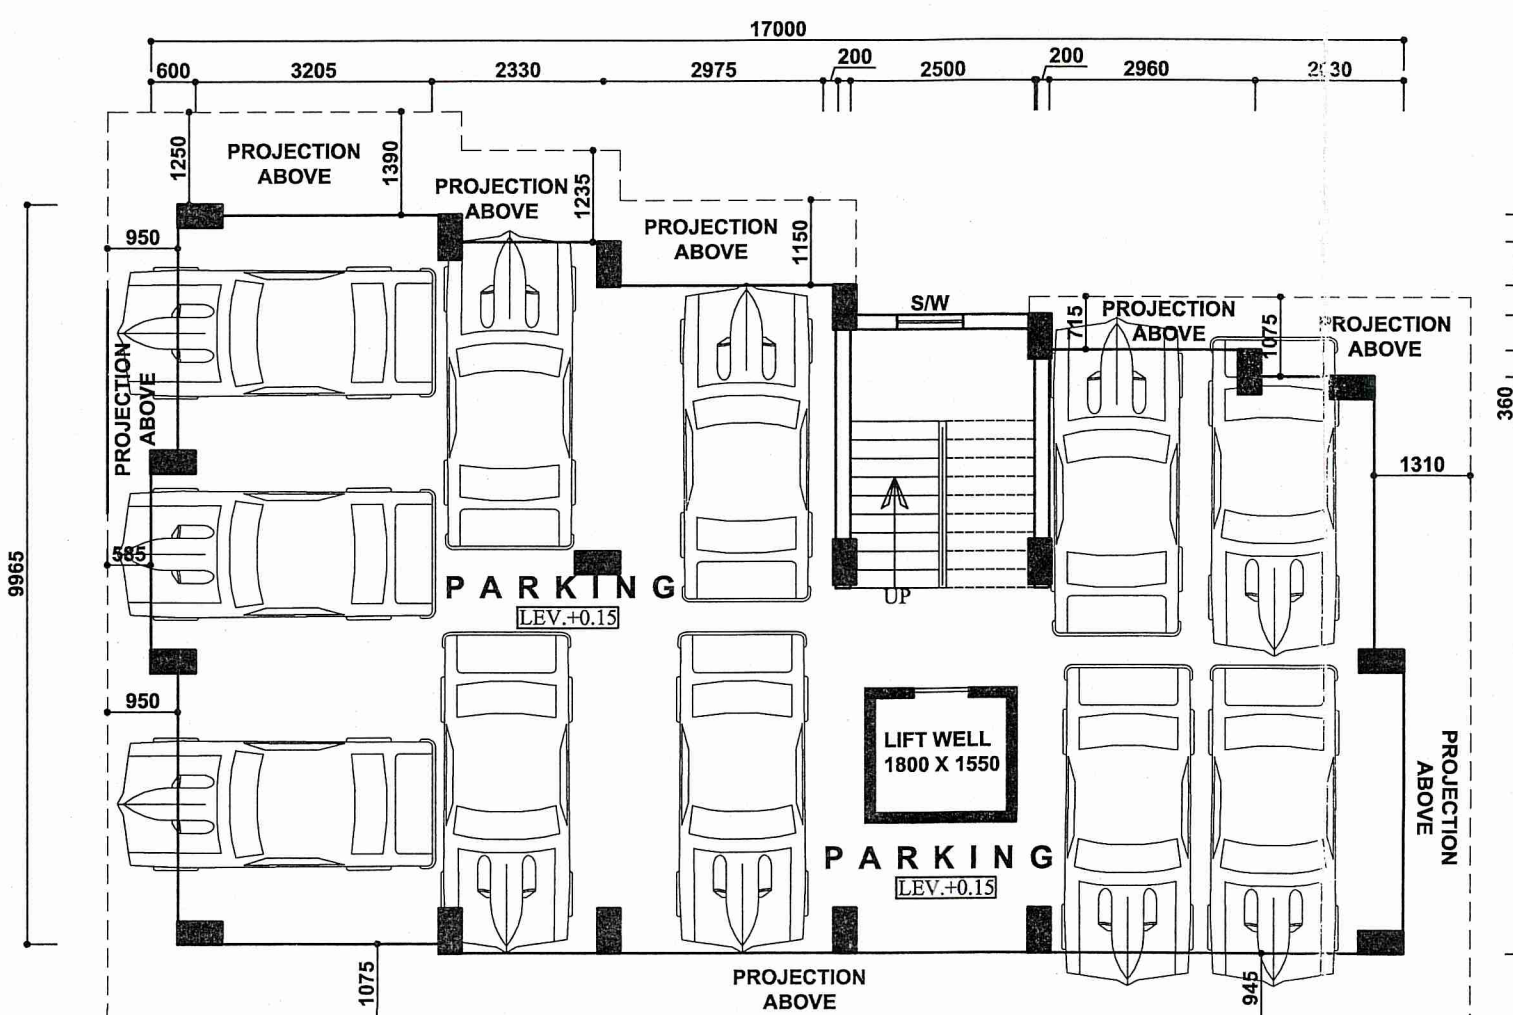 17000
600 3205 2330 2975 200 2500 200 2960
1250
PROJECTION
ABOVE
1390
PROJECTION
ABOVE
1235
PROJECTION
ABOVE
1150
S/W
715
PROJECTION
ABOVE
1075
PROJECTION
ABOVE
360
950
PROJECTION
ABOVE
1310
9965
585
PARKING
LEV.+0.15
UP
950
LIFT WELL
1800 X 1550
PROJECTION
ABOVE
PARKING
LEV.+0.15
1075
PROJECTION
ABOVE
945